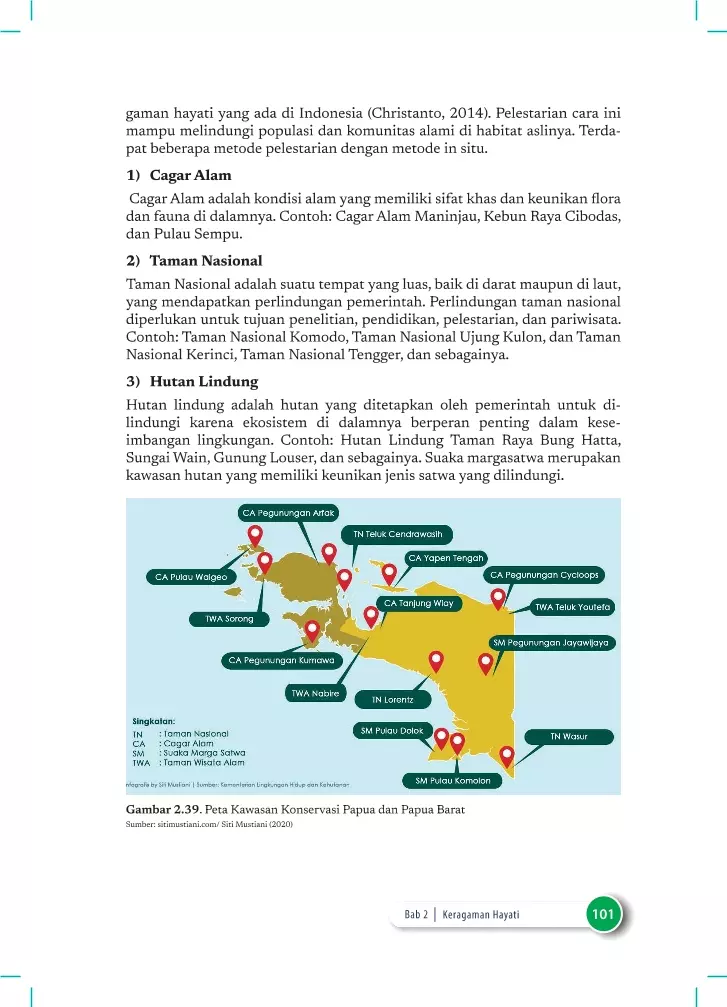 gaman hayati yang ada di Indonesia (Christanto, 2014). Pelestarian cara ini
mampu melindungi populasi dan komunitas alami di habitat aslinya. Terda-
pat beberapa metode pelestarian dengan metode in situ.
1) Cagar Alam
Cagar Alam adalah kondisi alam yang memiliki sifat khas dan keunikan flora
dan fauna di dalamnya. Contoh: Cagar Alam Maninjau, Kebun Raya Cibodas,
dan Pulau Sempu.
2) Taman Nasional
Taman Nasional adalah suatu tempat yang luas, baik di darat maupun di laut,
yang mendapatkan perlindungan pemerintah. Perlindungan taman nasional
diperlukan untuk tujuan penelitian, pendidikan, pelestarian, dan pariwisata.
Contoh: Taman Nasional Komodo, Taman Nasional Ujung Kulon, dan Taman
Nasional Kerinci, Taman Nasional Tengger, dan sebagainya.
3) Hutan Lindung
Hutan lindung adalah hutan yang ditetapkan oleh pemerintah untuk di-
lindungi karena ekosistem di dalamnya berperan penting dalam kese-
imbangan lingkungan. Contoh: Hutan Lindung Taman Raya Bung Hatta,
Sungai Wain, Gunung Louser, dan sebagainya. Suaka margasatwa merupakan
kawasan hutan yang memiliki keunikan jenis satwa yang dilindungi.
CA Pegunungan Arfak
TN Teluk Cendrawasih
CA Yapen Tengah
CA Pulau Waigeo
CA Pegunungan Cycloops
CA Tanjung Wiay
TWA Teluk Youtefa
TWA Sorong
SM Pegunungan Jayawijaya
CA Pegunungan Kumawa
TWA Nabire
TN Lorentz
SM Pulau Dolok
TN Wasur
SM Pulau Komolon
Singkatan:
TN : Taman Nasional
CA : Cagar Alam
SM : Suaka Marga Satwa
TWA : Taman Wisata Alam
nfografis by Siti Mustiani | Sumber: Kementerian Lingkungan Hidup dan Kehutanan
Gambar 2.39. Peta Kawasan Konservasi Papua dan Papua Barat
Sumber: sitimustiani.com/ Siti Mustiani (2020)
Bab 2 | Keragaman Hayati 101